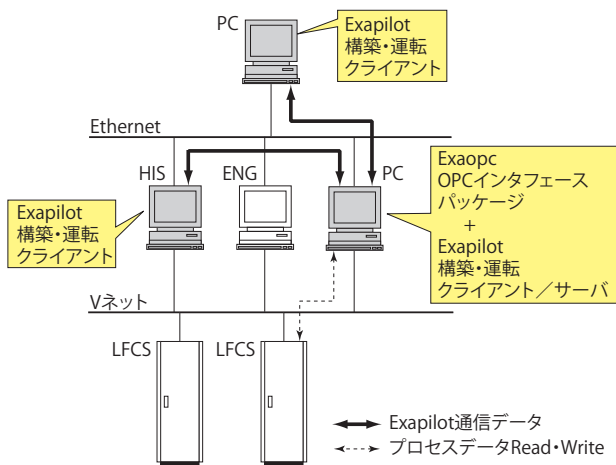 PC
Exapilot
構築・運転
クライアント
Ethernet
HIS
ENG
PC
Exapilot
構築・運転
クライアント
Exaopc
OPCインタフェース
パッケージ
+
Exapilot
構築・運転
クライアント／サーバ
Vネット
LFCS
LFCS
Exapilot通信データ
プロセスデータRead・Write